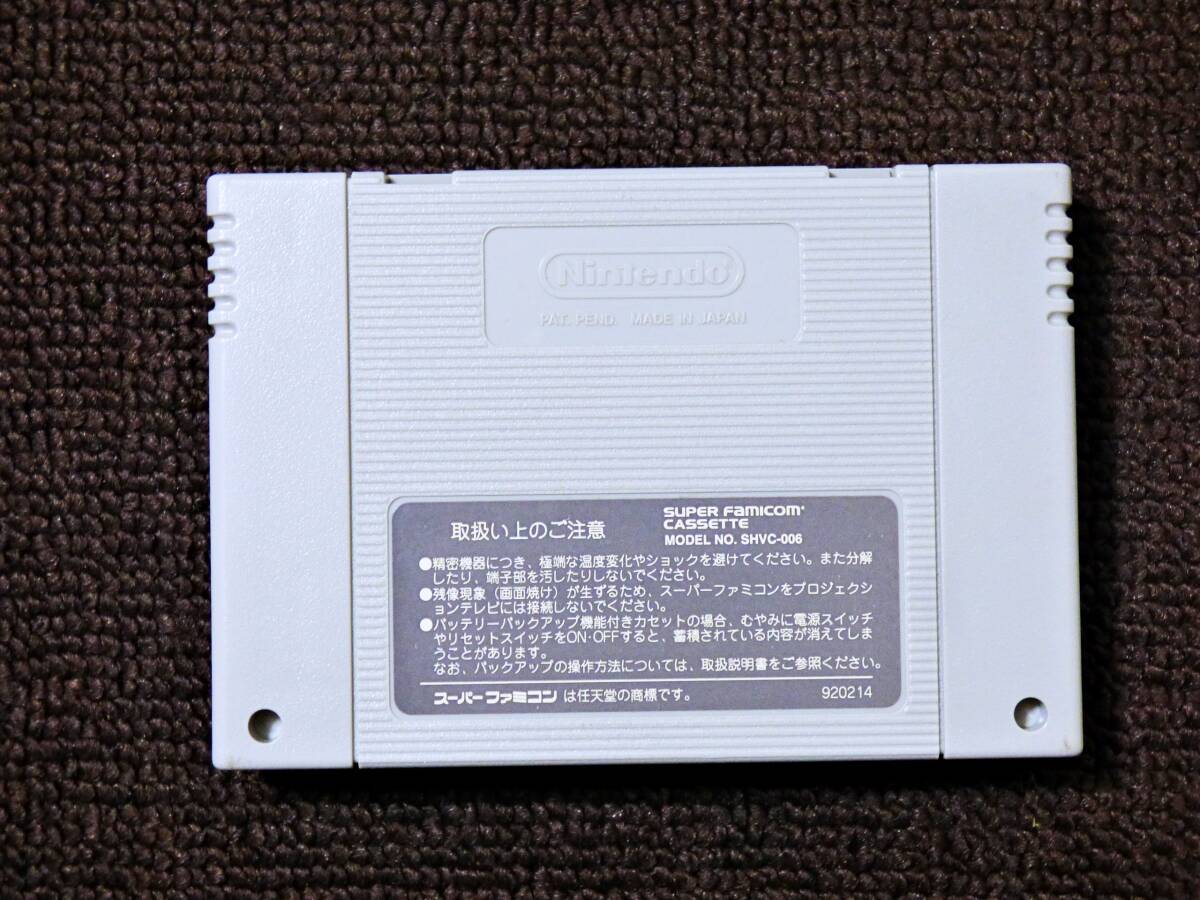 Nintendo
PAT. PEND. MADE IN JAPAN
取扱い上のご注意
SUPER FAMICOM
CASSETTE
MODEL NO. SHVC-006
●精密機器につき、極端な温度変化やショックを避けてください。また分解
したり、端子部を汚したりしないでください。
●残像現象(画面焼け)が生ずるため、スーパーファミコンをプロジェクシ
ョンテレビには接続しないでください。
●バッテリーバックアップ機能付きカセットの場合、むやみに電源スイッチ
やリセットスイッチをON・OFFすると、蓄積されている内容が消えてしま
うことがあります。
なお、バックアップの操作方法については、取扱説明書をご参照ください。
スーパーファミコン は任天堂の商標です。
920214